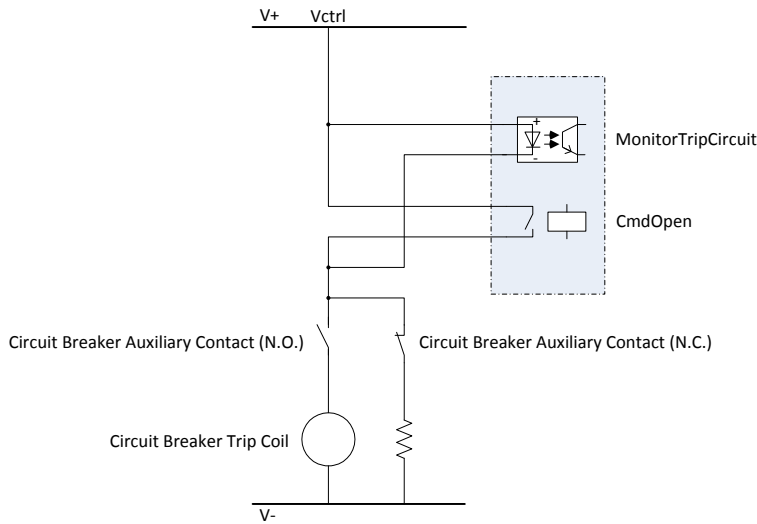 V+ Vctrl
+
MonitorTripCircuit
-
CmdOpen
Circuit Breaker Auxiliary Contact (N.O.)
Circuit Breaker Auxiliary Contact (N.C.)
Circuit Breaker Trip Coil
V-